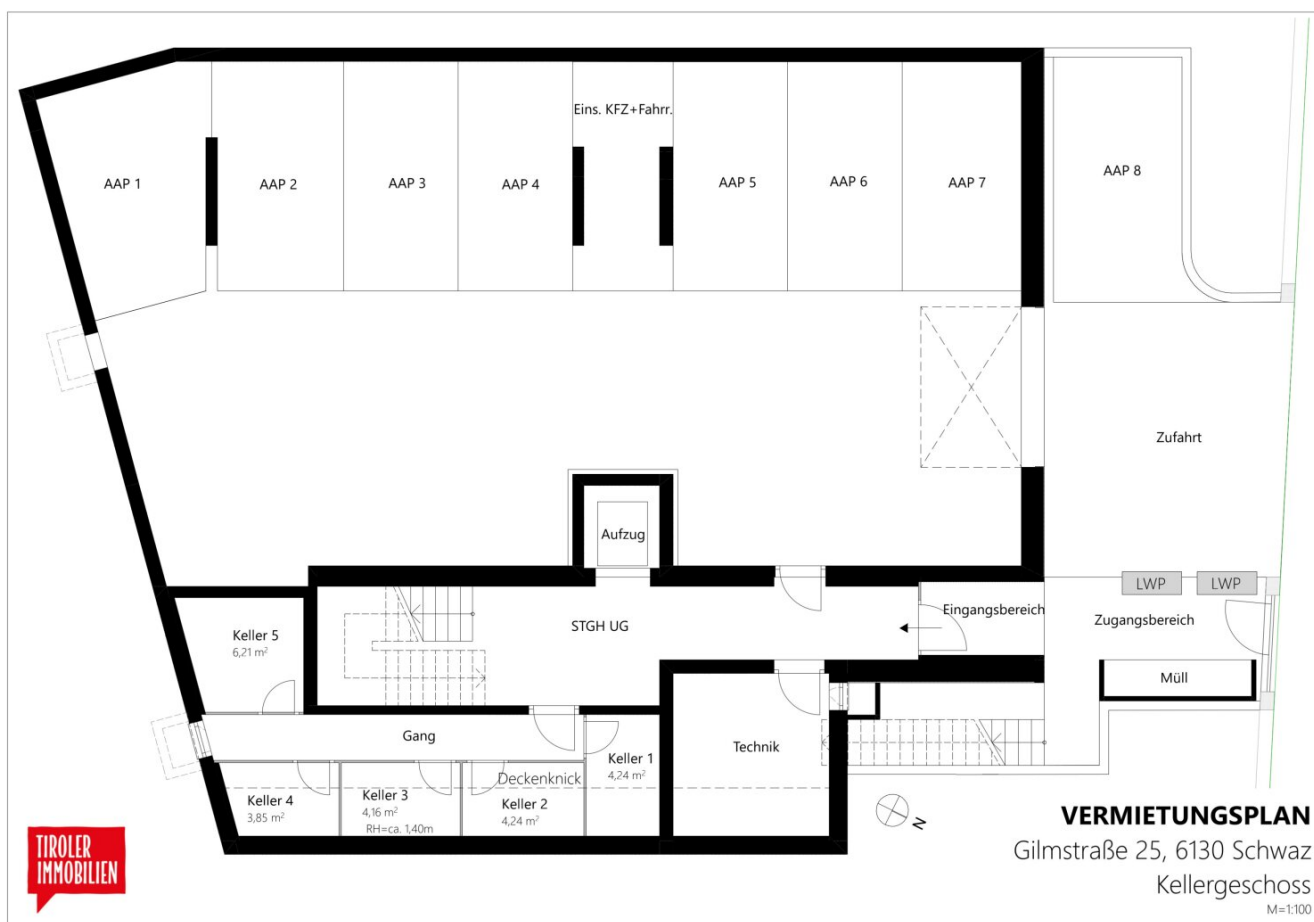 Eins. KFZ+Fahrr.
AAP 1
AAP 2
AAP 3
AAP 4
AAP 5
AAP 6
AAP 7
AAP 8
Zufahrt
Aufzug
LWP
LWP
Eingangsbereich
Zugangsbereich
STGH UG
Keller 5
6,21 m²
Müll
Gang
Technik
Keller 1
4,24 m²
Deckenknick
Keller 4
3,85 m²
Keller 3
4,16 m²
RH=ca. 1,40m
Keller 2
4,24 m²
N
VERMIETUNGSPLAN
Gilmstraße 25, 6130 Schwaz
Kellergeschoss
M=1:100
TIROLER
IMMOBILIEN